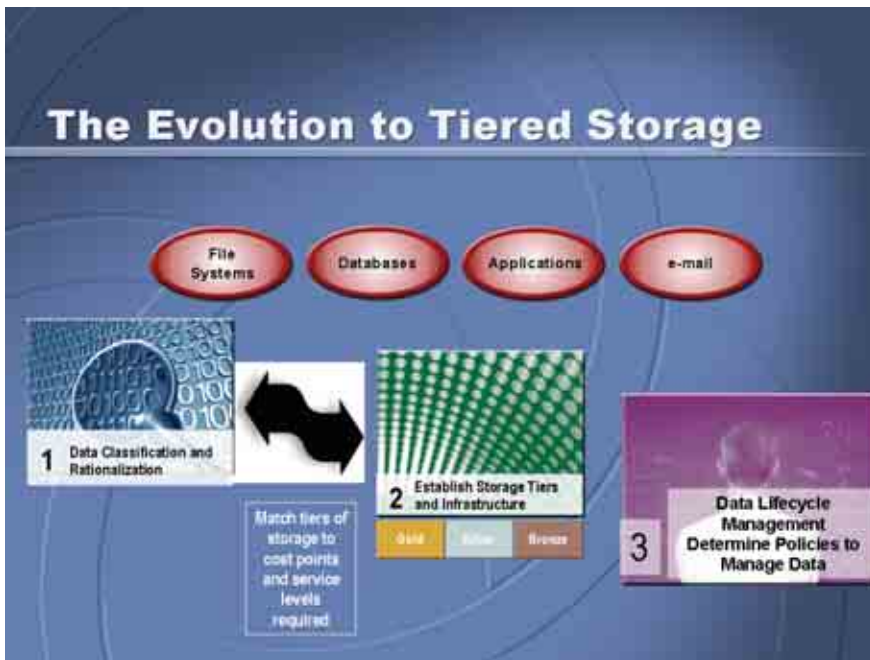 The Evolution to Tiered Storage
File
Systems
Databases
Applications
e-mail
1
Data Classification and
Rationalization
Match tiers of
storage to
cost points
and service
levels
required
2
Establish Storage Tiers
and Infrastructure
Gold
Silver
Bronze
3
Data Lifecycle
Management
Determine Policies to
Manage Data